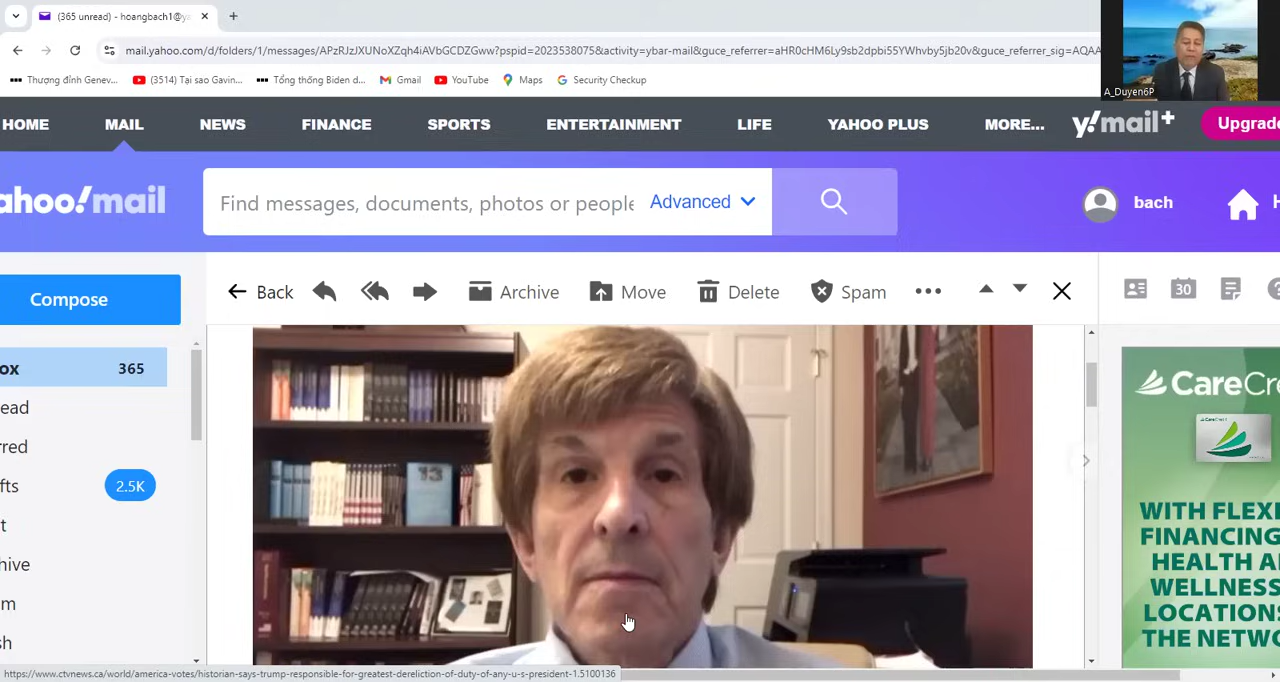 (365 unread) - hoangbach1@y
mail.yahoo.com/d/folders/1/messages/APzRJzJXUNoXZqh4iAVbGCDZGww?pspid=2023538075&activity=ybar-mail&guce_referrer=aHR0cHM6Ly9sb2dpbi55YWhvby5jb20v&guce_referrer_sig=AQAA
Thượng đỉnh Genev...
(3514) Tại sao Gavin...
Tổng thống Biden d...
Gmail
YouTube
Maps
Security Checkup
A_Duyen6P
HOME MAIL NEWS FINANCE SPORTS ENTERTAINMENT LIFE YAHOO PLUS MORE... y!mail+ Upgrade
ahoo!mail
Find messages, documents, photos or people
Advanced
bach
H
Compose
Back
Archive
Move
Delete
Spam
30
ox 365
ead
rred
fts 2.5K
t
hive
m
sh
13
CareCre
WITH FLEXI
FINANCING
HEALTH A
WELLNESS
LOCATIONS
THE NETWO
https://www.ctvnews.ca/world/america-votes/historian-says-trump-responsible-for-greatest-dereliction-of-duty-of-any-u-s-president-1.5100136